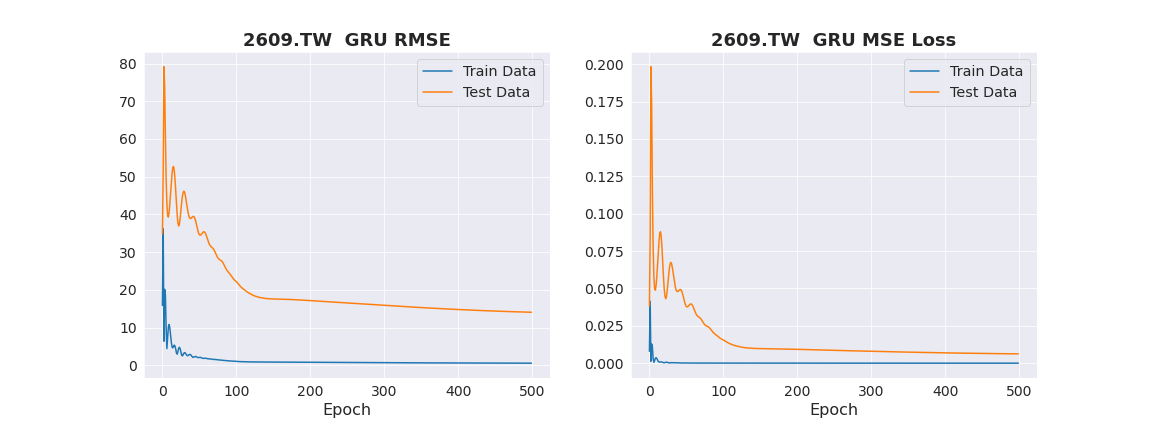 2609.TW  GRU RMSE
80
70
60
50
40
30
20
10
0
0 100 200 300 400 500
Epoch
Train Data
Test Data
2609.TW  GRU MSE Loss
0.200
0.175
0.150
0.125
0.100
0.075
0.050
0.025
0.000
0 100 200 300 400 500
Epoch
Train Data
Test Data